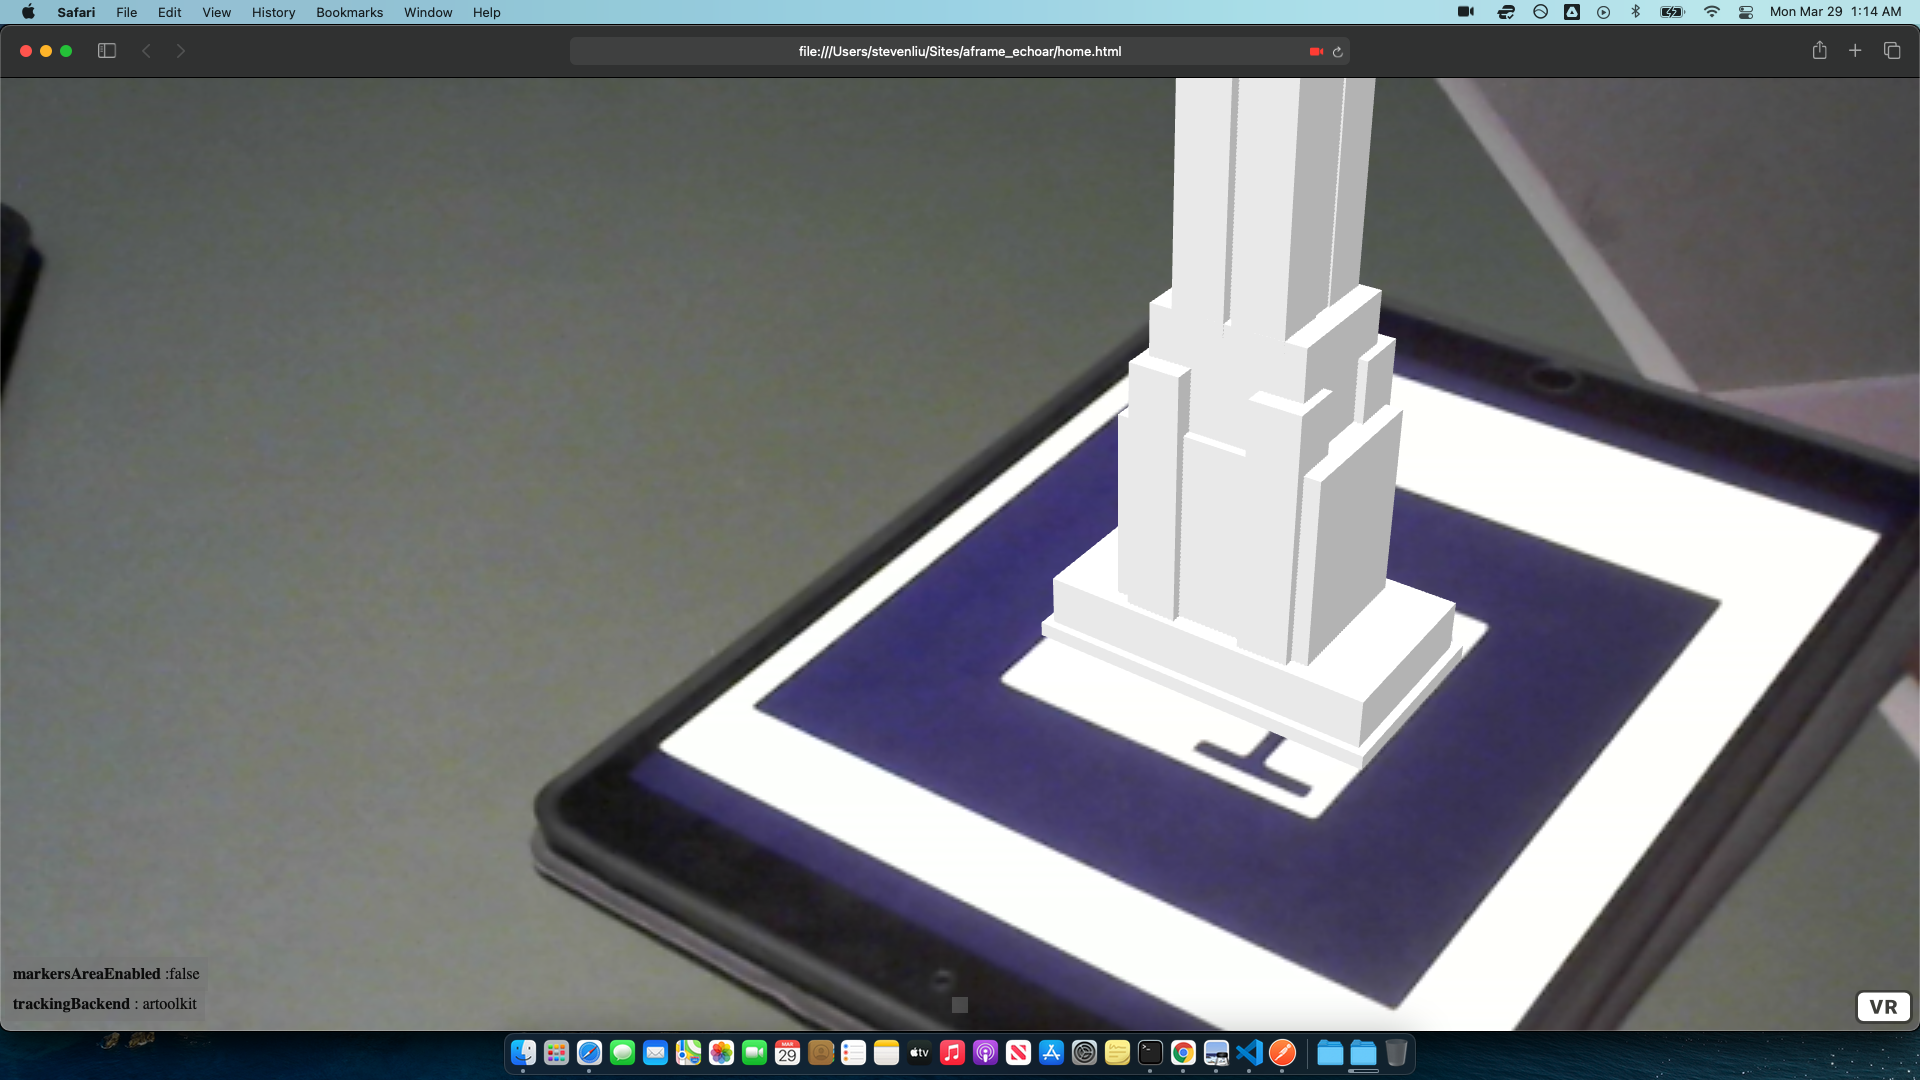 Safari File Edit View History Bookmarks Window Help Mon Mar 29 1:14 AM
file:///Users/stevenliu/Sites/aframe_echoar/home.html
markersAreaEnabled :false
trackingBackend : artoolkit
VR
MAR
29
tv